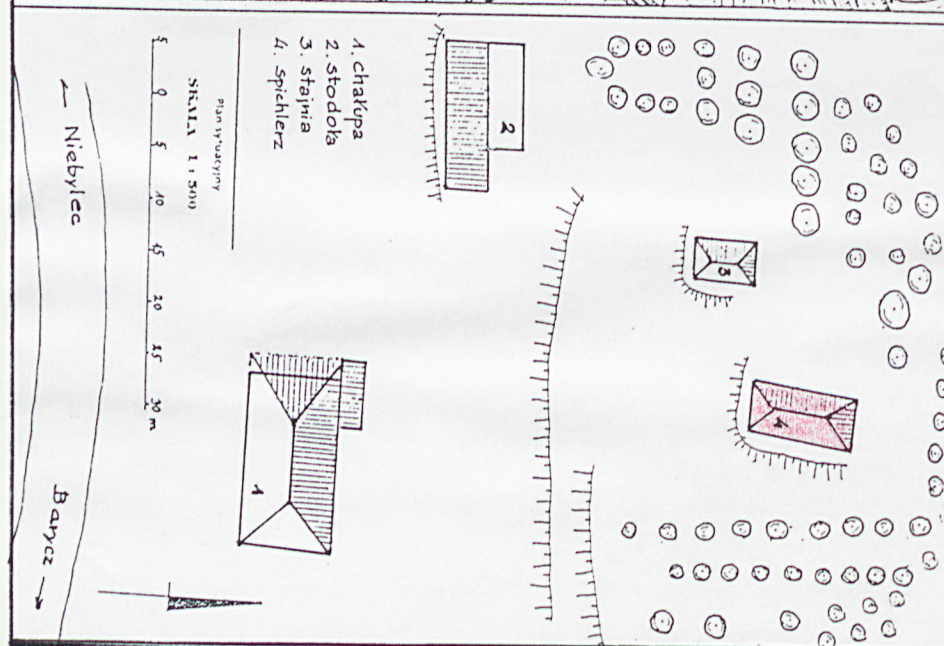 1. chałupa
2. stodoła
3. stajnia
4. spichlerz
Plan sytuacyjny
SKALA 1 : 500
5 0 5 10 15 20 25 30 m
← Niebylec
Barycz →
2
3
4
1